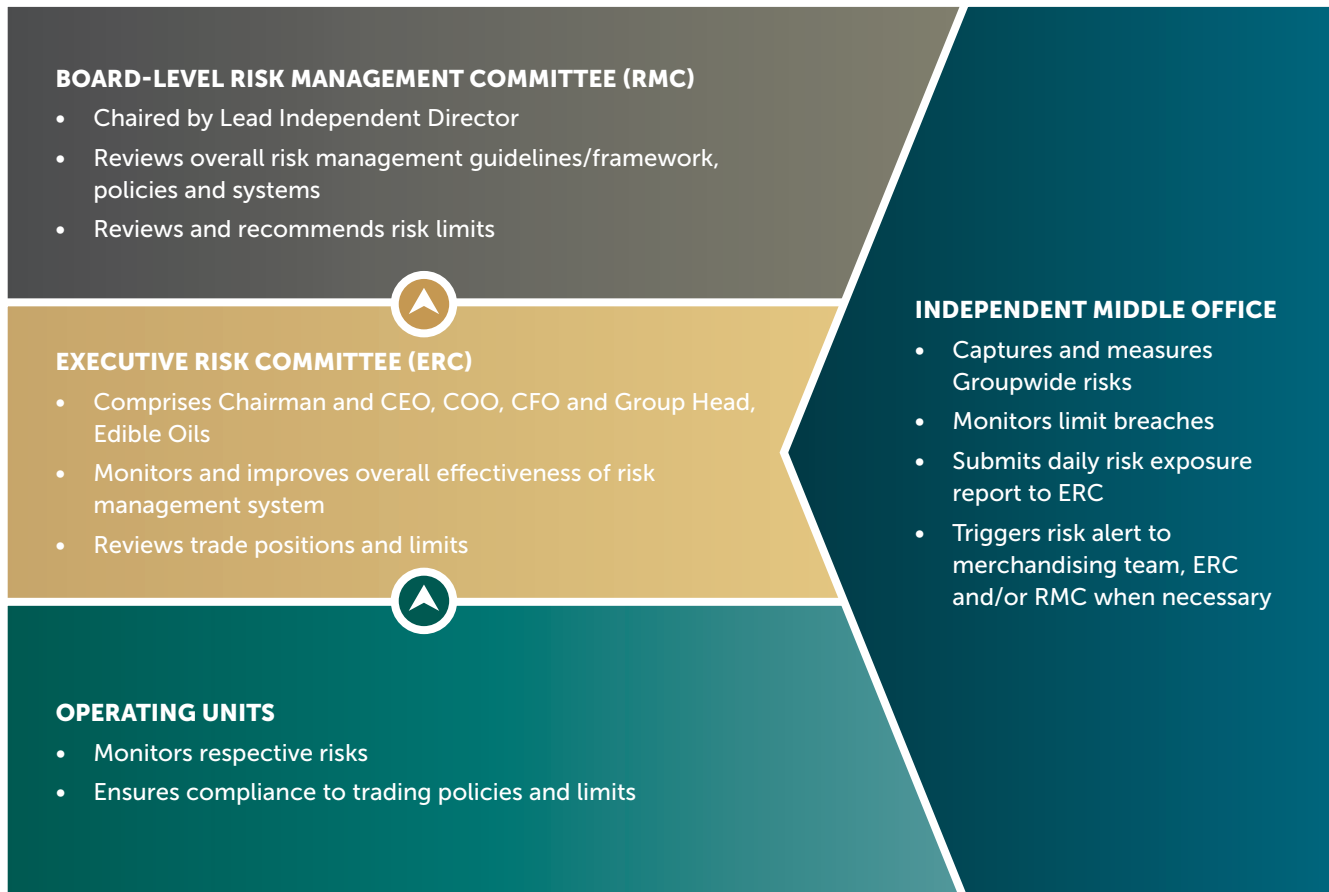 BOARD-LEVEL RISK MANAGEMENT COMMITTEE (RMC)
• Chaired by Lead Independent Director
• Reviews overall risk management guidelines/framework,
policies and systems
• Reviews and recommends risk limits
EXECUTIVE RISK COMMITTEE (ERC)
• Comprises Chairman and CEO, COO, CFO and Group Head,
Edible Oils
• Monitors and improves overall effectiveness of risk
management system
• Reviews trade positions and limits
OPERATING UNITS
• Monitors respective risks
• Ensures compliance to trading policies and limits
INDEPENDENT MIDDLE OFFICE
• Captures and measures
Groupwide risks
• Monitors limit breaches
• Submits daily risk exposure
report to ERC
• Triggers risk alert to
merchandising team, ERC
and/or RMC when necessary